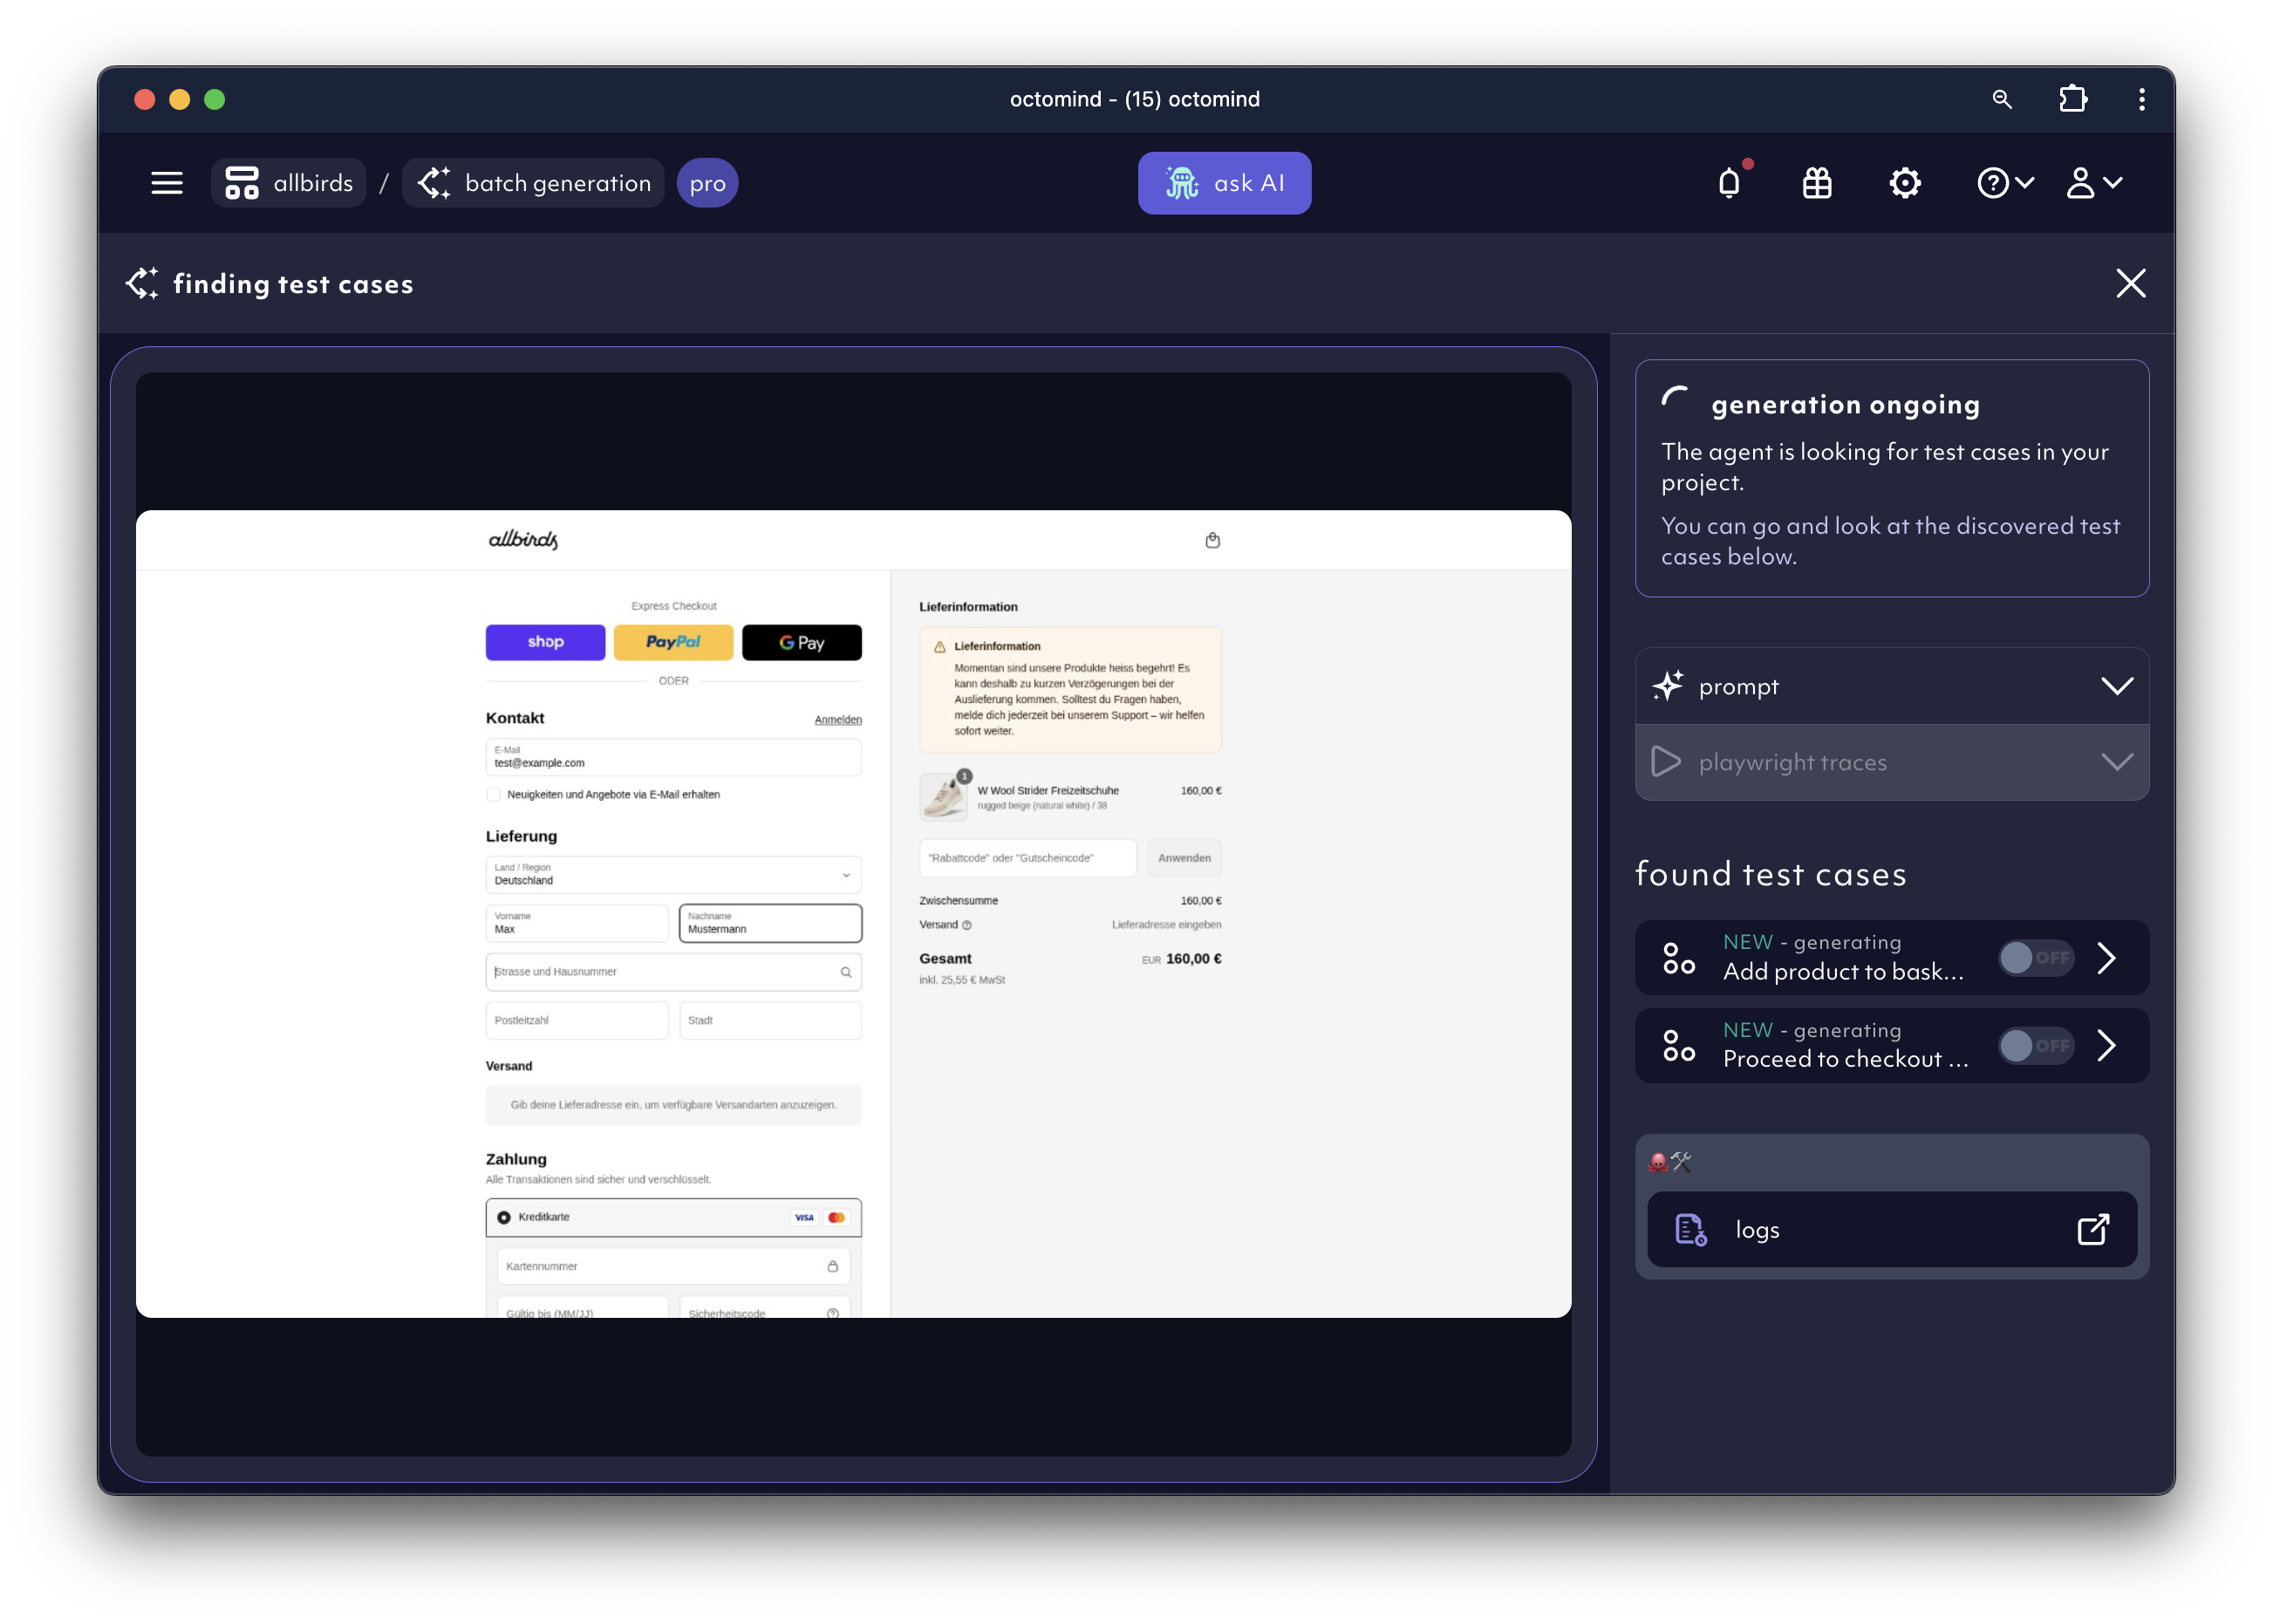 octomind - (15) octomind
allbirds / batch generation pro
ask AI
finding test cases
allbirds
Express Checkout
shop PayPal G Pay
ODER
Kontakt Anmelden
E-Mail
test@example.com
Neuigkeiten und Angebote via E-Mail erhalten
Lieferung
Land / Region
Deutschland
Vorname Nachname
Max Mustermann
Strasse und Hausnummer
Postleitzahl Stadt
Versand
Gib deine Lieferadresse ein, um verfügbare Versandarten anzuzeigen.
Zahlung
Alle Transaktionen sind sicher und verschlüsselt.
Kreditkarte VISA
Kartennummer
Gültig bis (MM/JJ) Sicherheitscode
Lieferinformation
Lieferinformation
Momentan sind unsere Produkte heiss begehrt! Es
kann deshalb zu kurzen Verzögerungen bei der
Auslieferung kommen. Solltest du Fragen haben,
melde dich jederzeit bei unserem Support – wir helfen
sofort weiter.
1
W Wool Strider Freizeitschuhe 160,00 €
rugged beige (natural white) / 38
"Rabattcode" oder "Gutscheincode" Anwenden
Zwischensumme 160,00 €
Versand Lieferadresse eingeben
Gesamt EUR 160,00 €
inkl. 25,55 € MwSt
generation ongoing
The agent is looking for test cases in your
project.
You can go and look at the discovered test
cases below.
prompt
playwright traces
found test cases
NEW - generating
Add product to bask...
OFF
NEW - generating
Proceed to checkout ...
OFF
logs